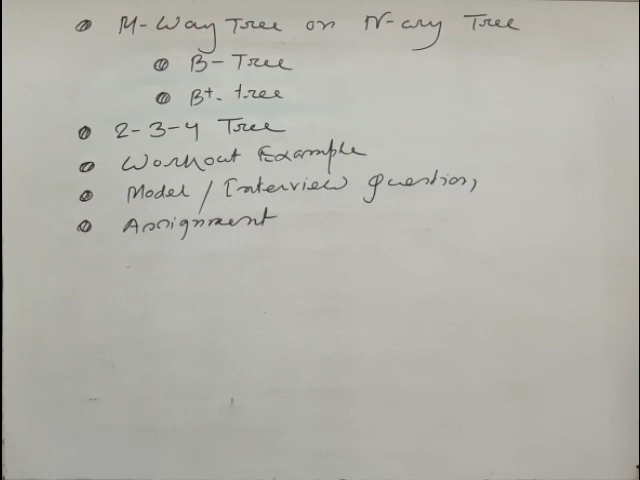 M-Way Tree or N-ary Tree
B-Tree
B+-tree
2-3-4 Tree
Workout Example
Model / Interview question,
Assignment